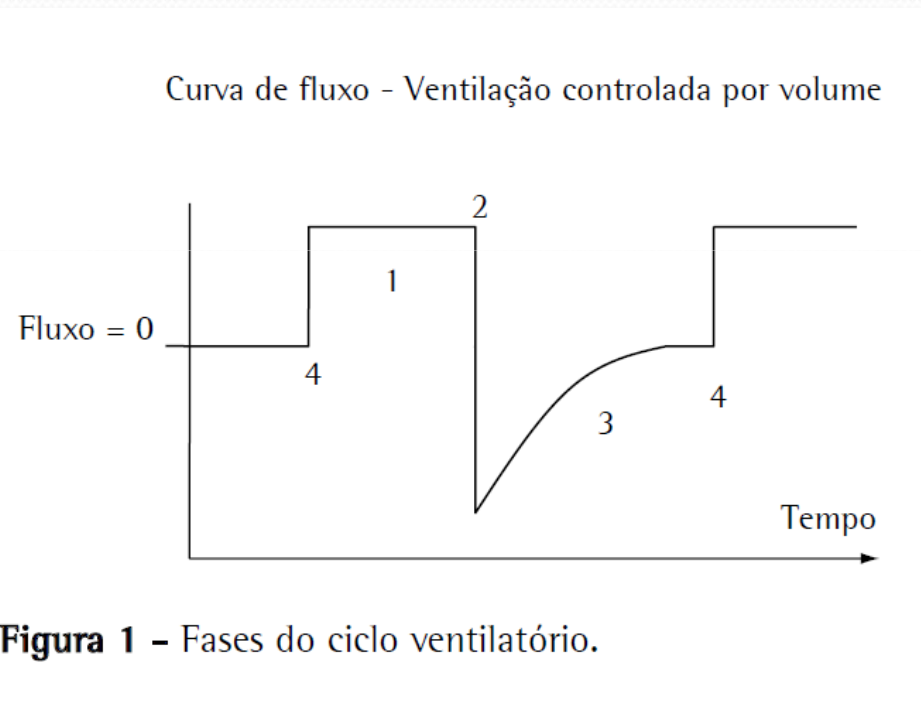 Curva de fluxo - Ventilação controlada por volume
2
1
Fluxo = 0
4
4
3
Tempo
Figura 1 – Fases do ciclo ventilatório.